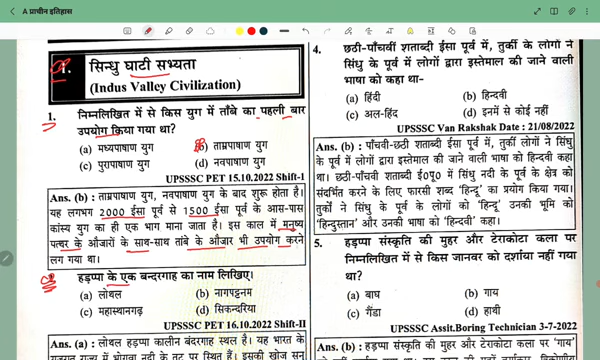 A प्राचीन इतिहास
1. सिन्धु घाटी सभ्यता
(Indus Valley Civilization)
1. निम्नलिखित में से किस युग में ताँबे का पहली बार
उपयोग किया गया था?
(a) मध्यपाषाण युग (b) ताम्रपाषाण युग
(c) पुरापाषाण युग (d) नवपाषाण युग
UPSSSC PET 15.10.2022 Shift-1
Ans. (b) : ताम्रपाषाण युग, नवपाषाण युग के बाद शुरू होता है।
यह लगभग 2000 ईसा पूर्व से 1500 ईसा पूर्व के आस-पास
कांस्य युग का ही एक भाग माना जाता है। इस काल में मनुष्य
पत्थर के औजारों के साथ-साथ तांबे के औजार भी उपयोग करने
लग गया था।
हड़प्पा के एक बन्दरगाह का नाम लिखिए।
(a) लोथल (b) नागपट्टनम
(c) महास्थानगढ़ (d) सिकन्दरिया
UPSSSC PET 16.10.2022 Shift-II
Ans. (a) : लोथल हड़प्पा कालीन बंदरगाह स्थल है। यह भारत के
गुजरात राज्य में भोगवा नदी के तट पर स्थित हैं। इसकी खोज सन्
4. छठी-पाँचवीं शताब्दी ईसा पूर्व में, तुर्की के लोगों ने
सिंधु के पूर्व में लोगों द्वारा इस्तेमाल की जाने वाली
भाषा को कहा था-
(a) हिंदी (b) हिन्दवी
(c) अल-हिंद (d) इनमें से कोई नहीं
UPSSSC Van Rakshak Date : 21/08/2022
Ans. (b) : पाँचवी-छठी शताब्दी ईसा पूर्व में, तुर्की लोगों ने सिंधु
के पूर्व में लोगों द्वारा इस्तेमाल की जाने वाली भाषा को हिन्दवी कहा
था। छठी-पाँचवी शताब्दी ई०पू० में सिंधु नदी के पूर्व के क्षेत्र को
संदर्भित करने के लिए फारसी शब्द 'हिन्दू' का प्रयोग किया गया।
तुर्कों ने सिंधु के पूर्व के लोगों को 'हिन्दू' उनकी भूमि को
'हिन्दुस्तान' और उनकी भाषा को 'हिन्दवी' कहा।
5. हड़प्पा संस्कृति की मुहर और टेराकोटा कला पर
निम्नलिखित में से किस जानवर को दर्शाया नहीं गया
था?
(a) बाघ (b) गाय
(c) गैंडा (d) हाथी
UPSSSC Assit.Boring Technician 3-7-2022
Ans. (b) : हड़प्पा संस्कृति की मुहर और टेराकोटा कला पर 'गाय'